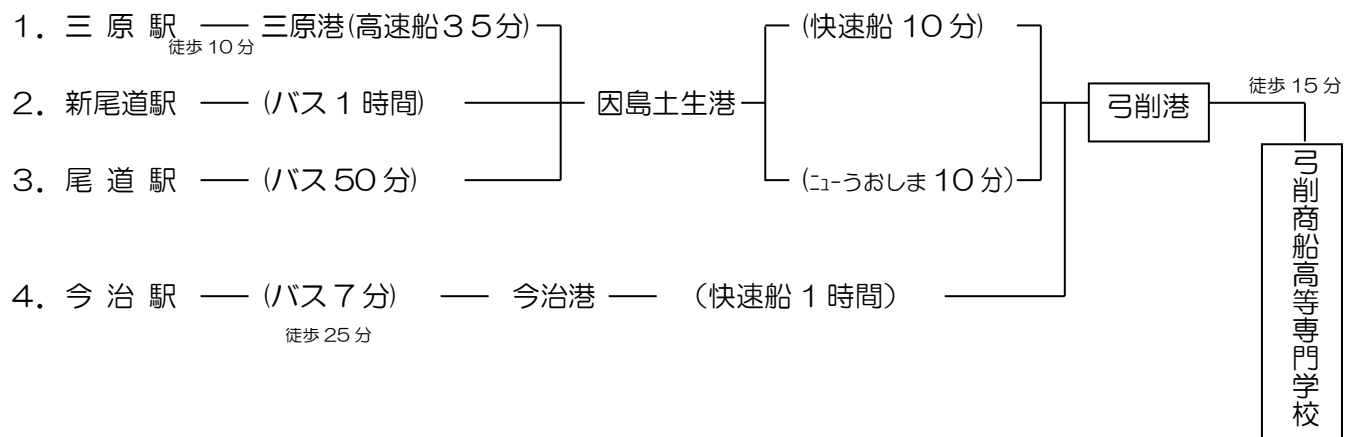 1. 三 原 駅 三原港(高速船35分)
徒歩 10 分
(快速船 10 分)
2. 新尾道駅 (バス 1 時間)
因島土生港
弓削港
徒歩 15 分
3. 尾 道 駅 (バス 50 分)
(ﾆｭｰうおしま 10 分)
4. 今 治 駅 (バス 7 分) 今治港 (快速船 1 時間)
徒歩 25 分
弓削商船高等専門学校